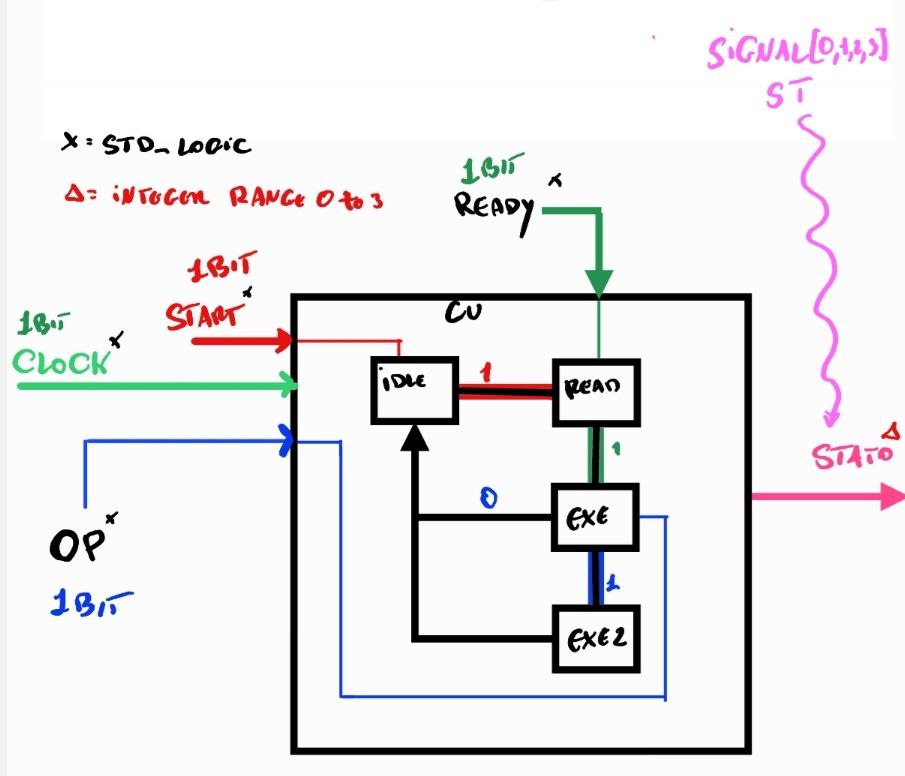 SIGNAL[0,1,2,3]
ST
X = STD_LOGIC
Δ = INTEGER RANGE 0 to 3
1BIT
READY x
1BIT
START x
1BIT
CLOCK x
CU
IDLE
1
READ
1
STATO Δ
0
EXE
OP x
1BIT
1
EXE2